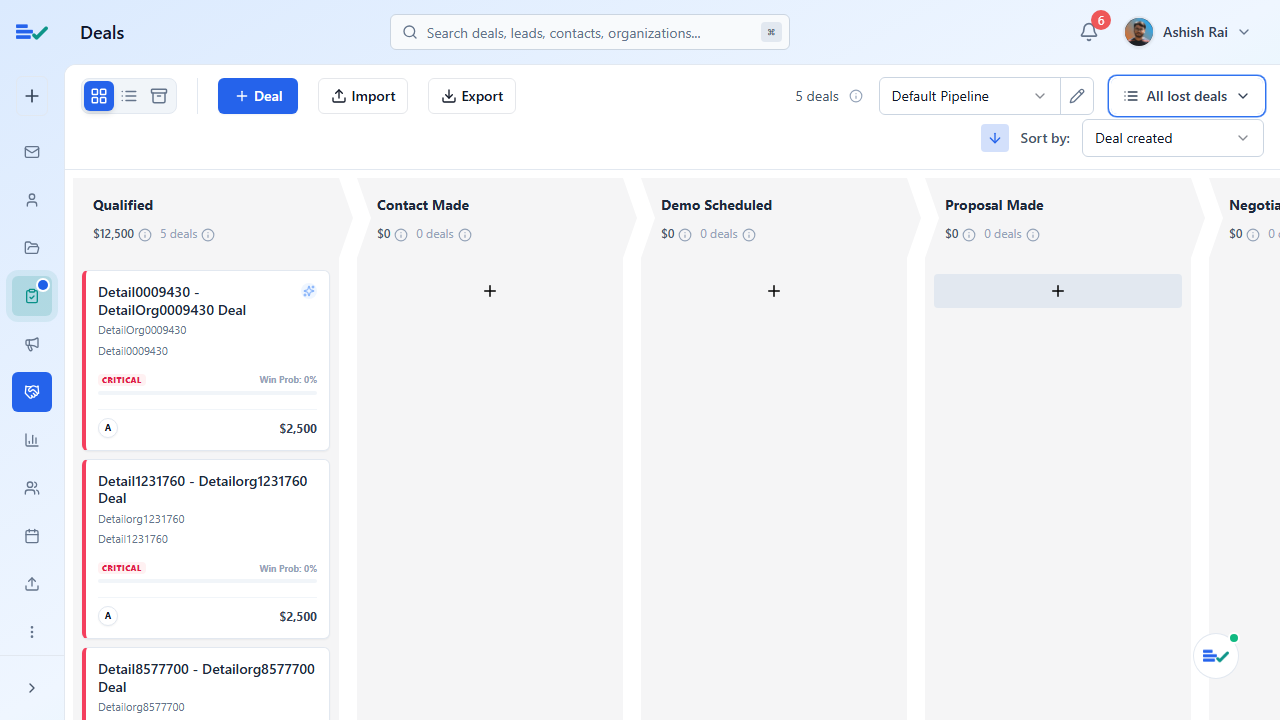 Deals
Search deals, leads, contacts, organizations...
⌘
6
Ashish Rai
Deal
Import
Export
5 deals
Default Pipeline
All lost deals
Sort by:
Deal created
Qualified
$12,500
5 deals
Contact Made
$0
0 deals
Demo Scheduled
$0
0 deals
Proposal Made
$0
0 deals
Negotia
$0
0
Detail0009430 -
DetailOrg0009430 Deal
DetailOrg0009430
Detail0009430
CRITICAL
Win Prob: 0%
A
$2,500
Detail1231760 - Detailorg1231760
Deal
Detailorg1231760
Detail1231760
CRITICAL
Win Prob: 0%
A
$2,500
Detail8577700 - Detailorg8577700
Deal
Detailorg8577700